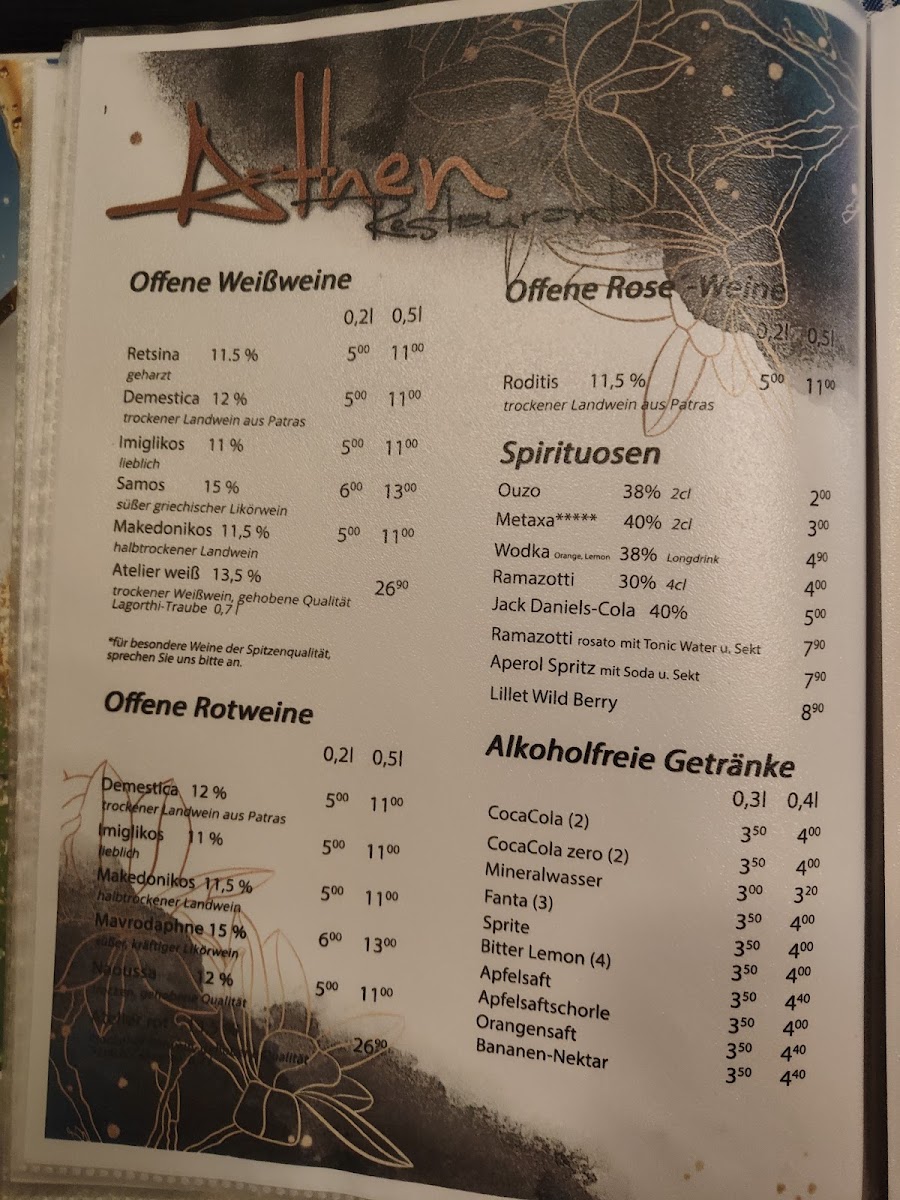 Athen
Restaurant
Offene Weißweine
0,2l 0,5l
Retsina 11.5 % 5⁰⁰ 11⁰⁰
geharzt
Demestica 12 % 5⁰⁰ 11⁰⁰
trockener Landwein aus Patras
Imiglikos 11 % 5⁰⁰ 11⁰⁰
lieblich
Samos 15 % 6⁰⁰ 13⁰⁰
süßer griechischer Likörwein
Makedonikos 11,5 % 5⁰⁰ 11⁰⁰
halbtrockener Landwein
Atelier weiß 13,5 % 26⁹⁰
trockener Weißwein, gehobene Qualität
Lagorthi-Traube 0,7 l
*für besondere Weine der Spitzenqualität,
sprechen Sie uns bitte an.
Offene Rotweine
0,2l 0,5l
Demestica 12 % 5⁰⁰ 11⁰⁰
trockener Landwein aus Patras
Imiglikos 11 % 5⁰⁰ 11⁰⁰
lieblich
Makedonikos 11,5 % 5⁰⁰ 11⁰⁰
halbtrockener Landwein
Mavrodaphne 15 % 6⁰⁰ 13⁰⁰
süßer, kräftiger Likörwein
Naoussa 12 % 5⁰⁰ 11⁰⁰
gehobene Qualität
26⁹⁰
Qualität
Offene Rose -Weine
0,2l 0,5l
Roditis 11,5 % 5⁰⁰ 11⁰⁰
trockener Landwein aus Patras
Spirituosen
Ouzo 38% 2cl 2⁰⁰
Metaxa***** 40% 2cl 3⁰⁰
Wodka Orange, Lemon 38% Longdrink 4⁹⁰
Ramazotti 30% 4cl 4⁰⁰
Jack Daniels-Cola 40% 5⁰⁰
Ramazotti rosato mit Tonic Water u. Sekt 7⁹⁰
Aperol Spritz mit Soda u. Sekt 7⁹⁰
Lillet Wild Berry 8⁹⁰
Alkoholfreie Getränke
0,3l 0,4l
CocaCola (2) 3⁵⁰ 4⁰⁰
CocaCola zero (2) 3⁵⁰ 4⁰⁰
Mineralwasser 3⁰⁰ 3²⁰
Fanta (3) 3⁵⁰ 4⁰⁰
Sprite 3⁵⁰ 4⁰⁰
Bitter Lemon (4) 3⁵⁰ 4⁰⁰
Apfelsaft 3⁵⁰ 4⁴⁰
Apfelsaftschorle 3⁵⁰ 4⁰⁰
Orangensaft 3⁵⁰ 4⁴⁰
Bananen-Nektar 3⁵⁰ 4⁴⁰